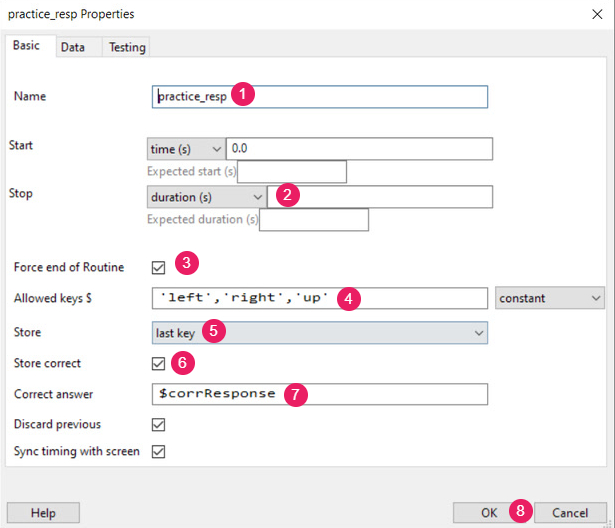 practice_resp Properties
Basic Data Testing
Name practice_resp 1
Start time (s) 0.0
Expected start (s)
Stop duration (s) 2
Expected duration (s)
Force end of Routine 3
Allowed keys $ 'left','right','up' 4 constant
Store last key 5
Store correct 6
Correct answer $corrResponse 7
Discard previous
Sync timing with screen
Help OK 8 Cancel